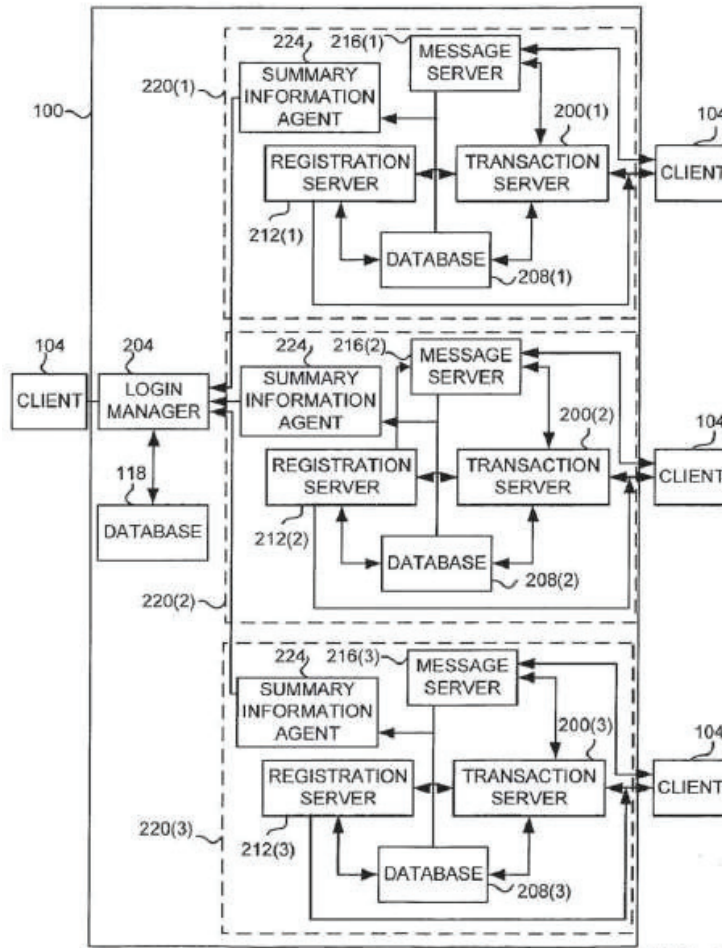 224
216(1)
MESSAGE
SERVER
220(1)
SUMMARY
INFORMATION
AGENT
100
200(1)
104
REGISTRATION
SERVER
TRANSACTION
SERVER
CLIENT
212(1)
DATABASE
208(1)
104
204
CLIENT
LOGIN
MANAGER
118
DATABASE
224
216(2)
MESSAGE
SERVER
SUMMARY
INFORMATION
AGENT
200(2)
104
REGISTRATION
SERVER
TRANSACTION
SERVER
CLIENT
212(2)
DATABASE
208(2)
220(2)
224
216(3)
MESSAGE
SERVER
SUMMARY
INFORMATION
AGENT
200(3)
104
REGISTRATION
SERVER
TRANSACTION
SERVER
CLIENT
220(3)
212(3)
DATABASE
208(3)